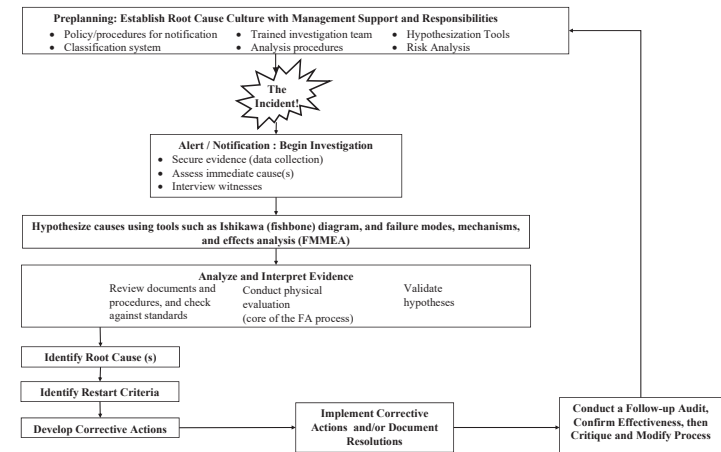 Preplanning: Establish Root Cause Culture with Management Support and Responsibilities
• Policy/procedures for notification
• Classification system
• Trained investigation team
• Analysis procedures
• Hypothesization Tools
• Risk Analysis
The
Incident!
Alert / Notification : Begin Investigation
• Secure evidence (data collection)
• Assess immediate cause(s)
• Interview witnesses
Hypothesize causes using tools such as Ishikawa (fishbone) diagram, and failure modes, mechanisms,
and effects analysis (FMMEA)
Analyze and Interpret Evidence
Review documents and
procedures, and check
against standards
Conduct physical
evaluation
(core of the FA process)
Validate
hypotheses
Identify Root Cause (s)
Identify Restart Criteria
Develop Corrective Actions
Implement Corrective
Actions and/or Document
Resolutions
Conduct a Follow-up Audit,
Confirm Effectiveness, then
Critique and Modify Process